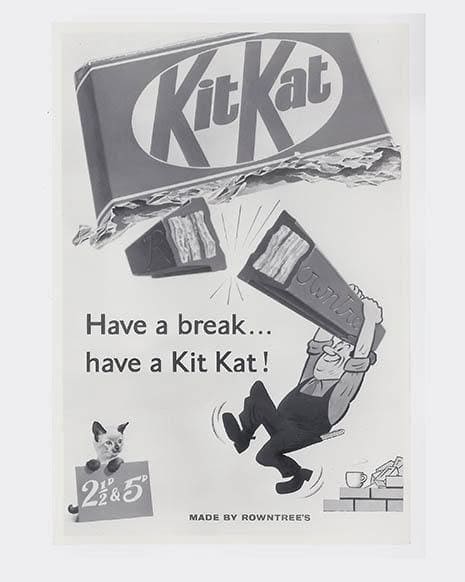 KitKat
Have a break...
have a Kit Kat!
2½ᴰ & 5ᴰ
MADE BY ROWNTREE'S